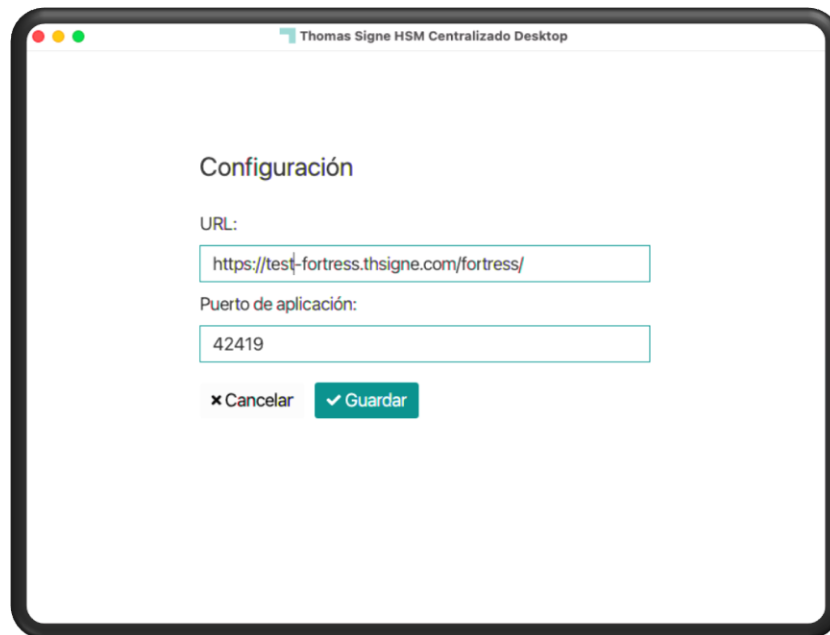 Thomas Signe HSM Centralizado Desktop
Configuración
URL:
https://test-fortress.thsigne.com/fortress/
Puerto de aplicación:
42419
Cancelar Guardar